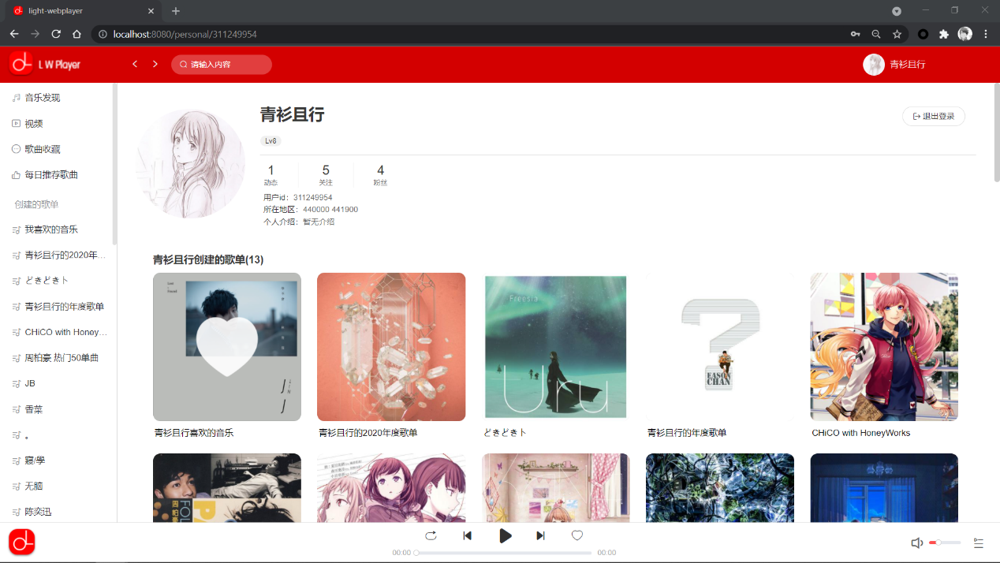 light-webplayer
localhost:8080/personal/311249954
L W Player
请输入内容
青衫且行
音乐发现
视频
歌曲收藏
每日推荐歌曲
创建的歌单
我喜欢的音乐
青衫且行的2020年...
どきどき卜
青衫且行的年度歌单
CHiCO with Honey...
周柏豪 热门50单曲
JB
香菜
。
寝/學
无脑
陈奕迅
青衫且行
退出登录
Lv8
1
5
4
动态
关注
粉丝
用户id：311249954
所在地区：440000 441900
个人介绍：暂无介绍
青衫且行创建的歌单(13)
Freesia
Uru
EASON
CHAN
青衫且行喜欢的音乐
青衫且行的2020年度歌单
どきどき卜
青衫且行的年度歌单
CHiCO with HoneyWorks
周柏豪
FOL
00:00
00:00